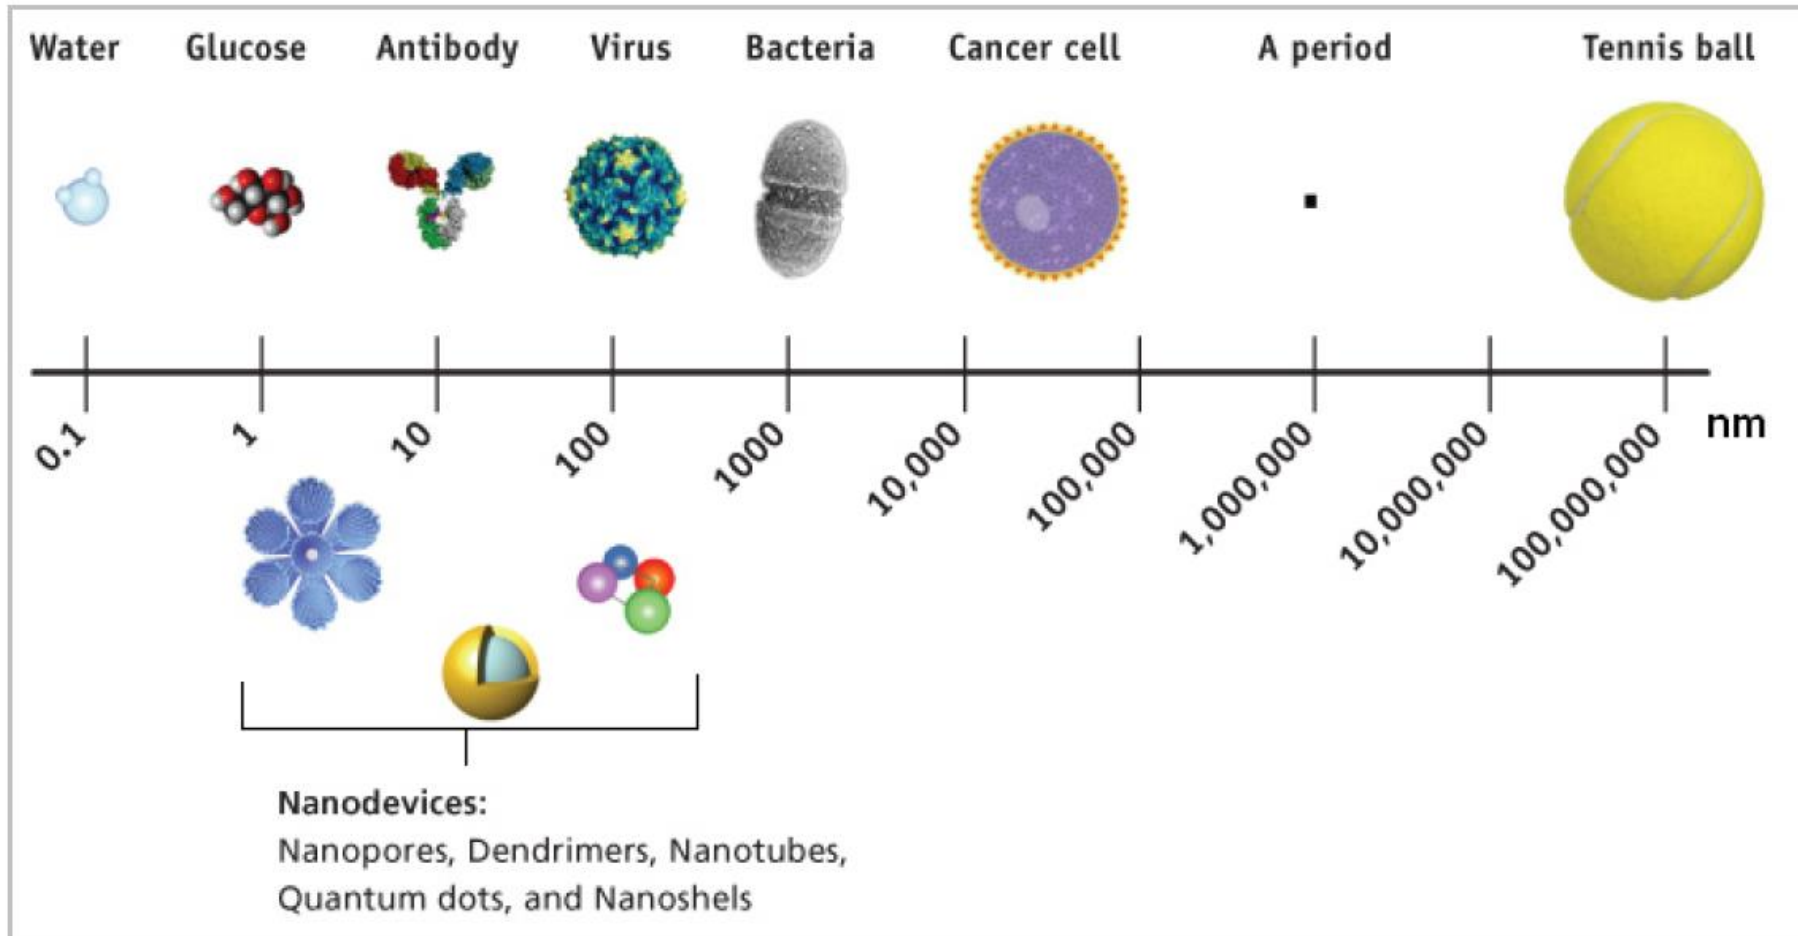 Water Glucose Antibody Virus Bacteria Cancer cell A period Tennis ball
0.1 1 10 100 1000 10,000 100,000 1,000,000 10,000,000 100,000,000 nm
Nanodevices:
Nanopores, Dendrimers, Nanotubes,
Quantum dots, and Nanoshels